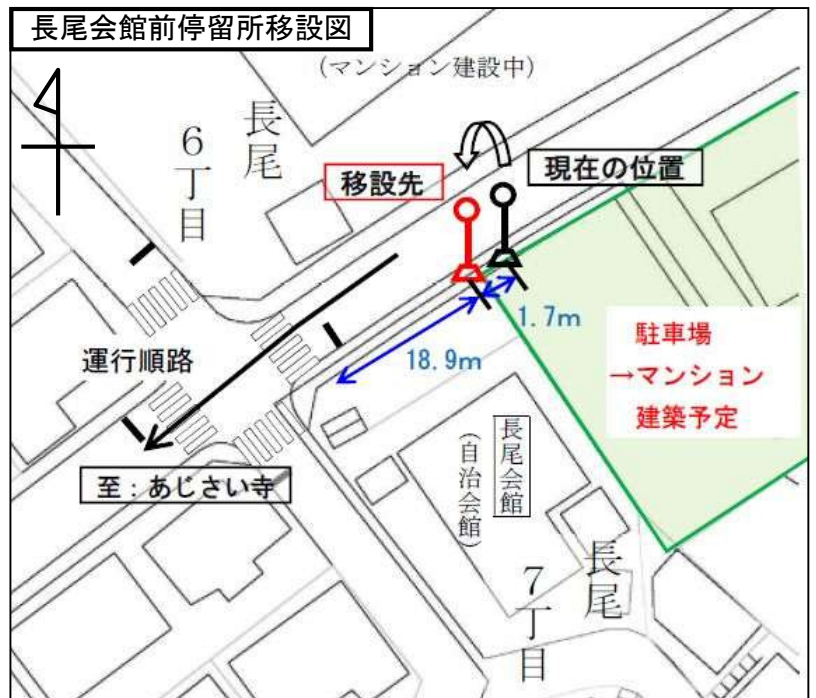 長尾会館前停留所移設図
(マンション建設中)
長尾
6丁目
移設先
現在の位置
1.7m
18.9m
駐車場
→マンション
建築予定
運行順路
至：あじさい寺
長尾会館
(自治会館)
長尾
7丁目